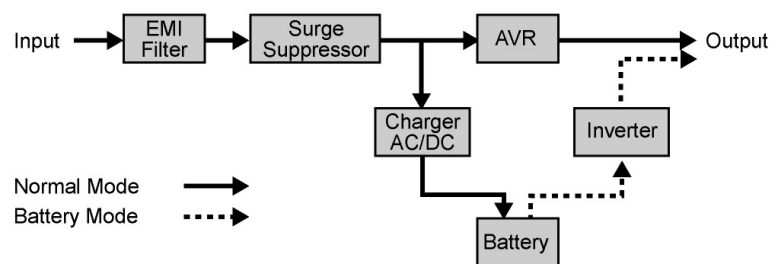 Input
EMI
Filter
Surge
Suppressor
AVR
Output
Charger
AC/DC
Inverter
Normal Mode
Battery Mode
Battery